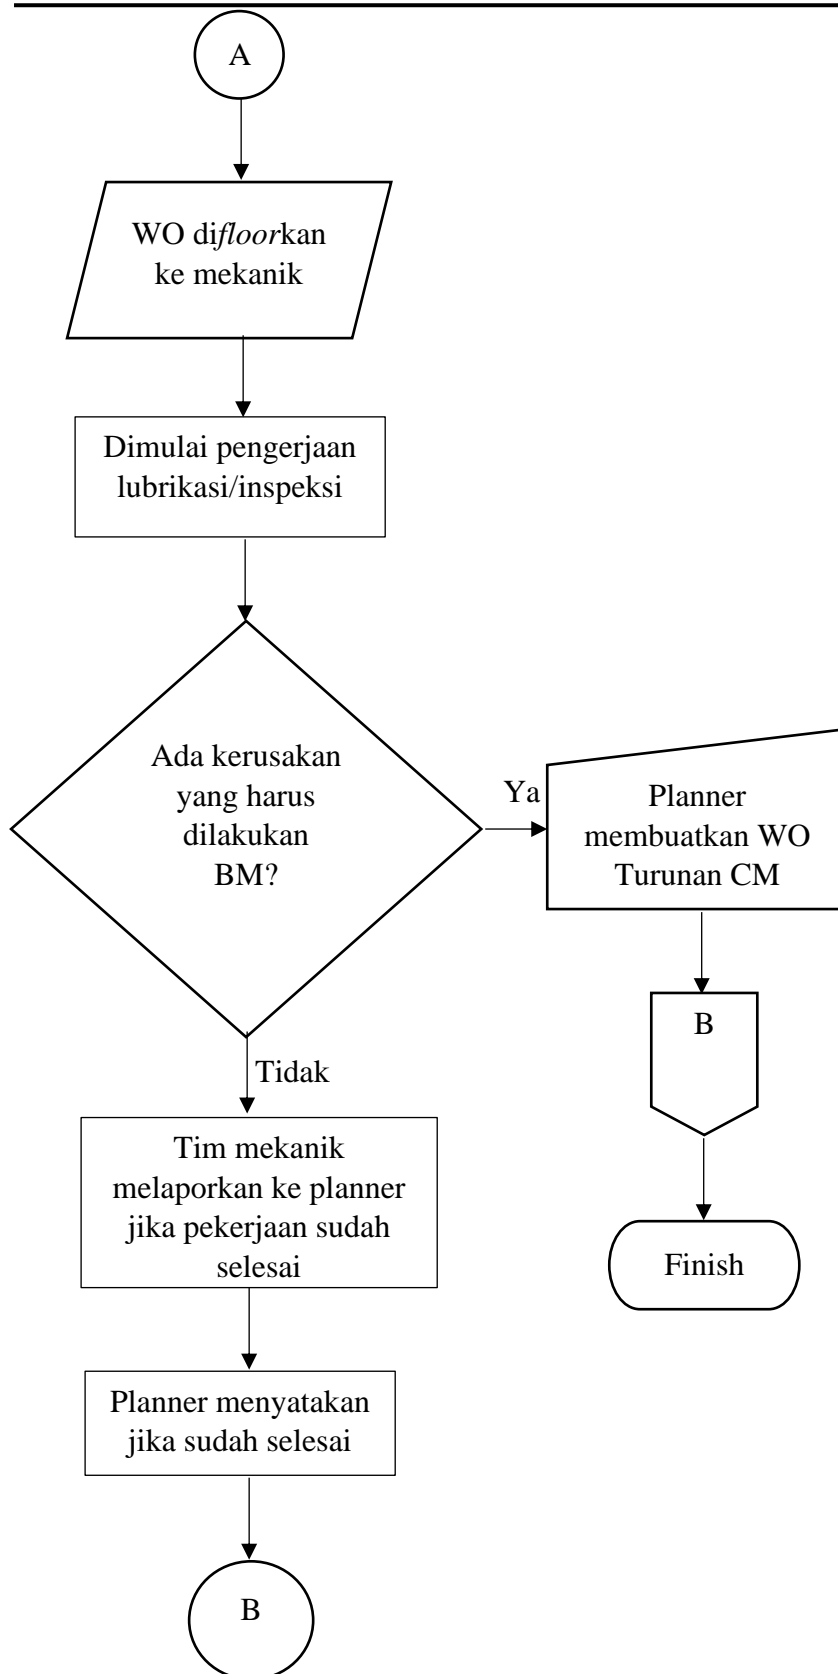 A
WO difloorkan
ke mekanik
Dimulai pengerjaan
lubrikasi/inspeksi
Ada kerusakan
yang harus
dilakukan
BM?
Ya
Planner
membuatkan WO
Turunan CM
B
Finish
Tidak
Tim mekanik
melaporkan ke planner
jika pekerjaan sudah
selesai
Planner menyatakan
jika sudah selesai
B